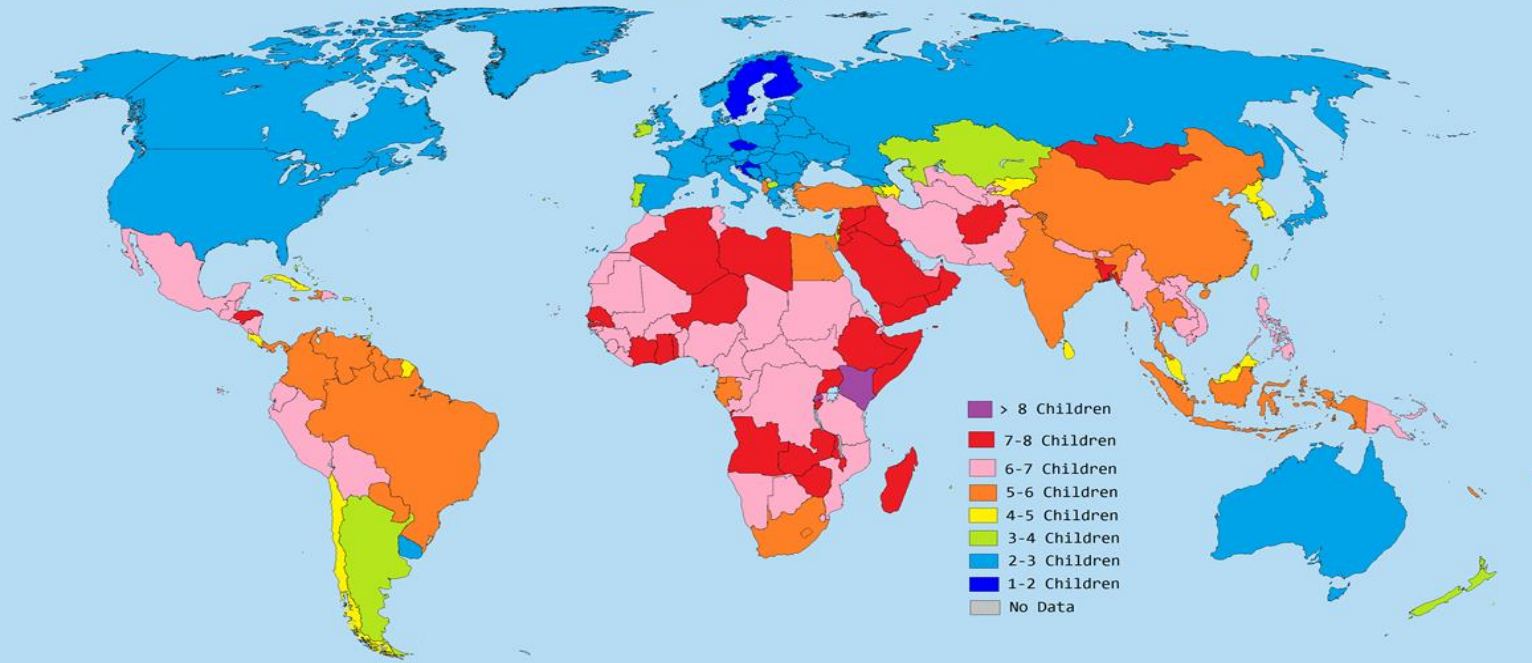 > 8 Children
7-8 Children
6-7 Children
5-6 Children
4-5 Children
3-4 Children
2-3 Children
1-2 Children
No Data